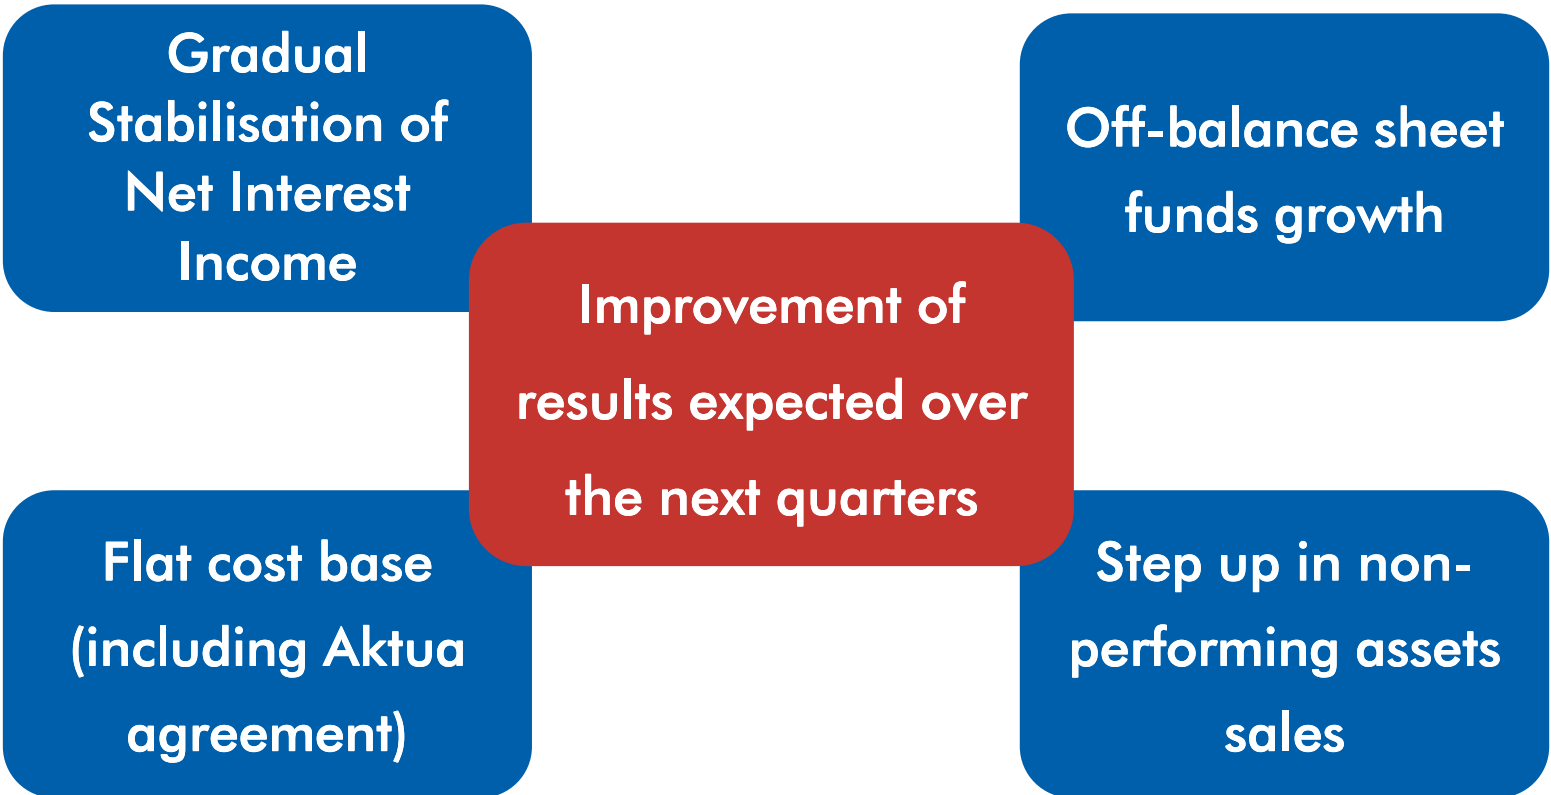 Gradual
Stabilisation of
Net Interest
Income
Off-balance sheet
funds growth
Improvement of
results expected over
the next quarters
Flat cost base
(including Aktua
agreement)
Step up in non-
performing assets
sales